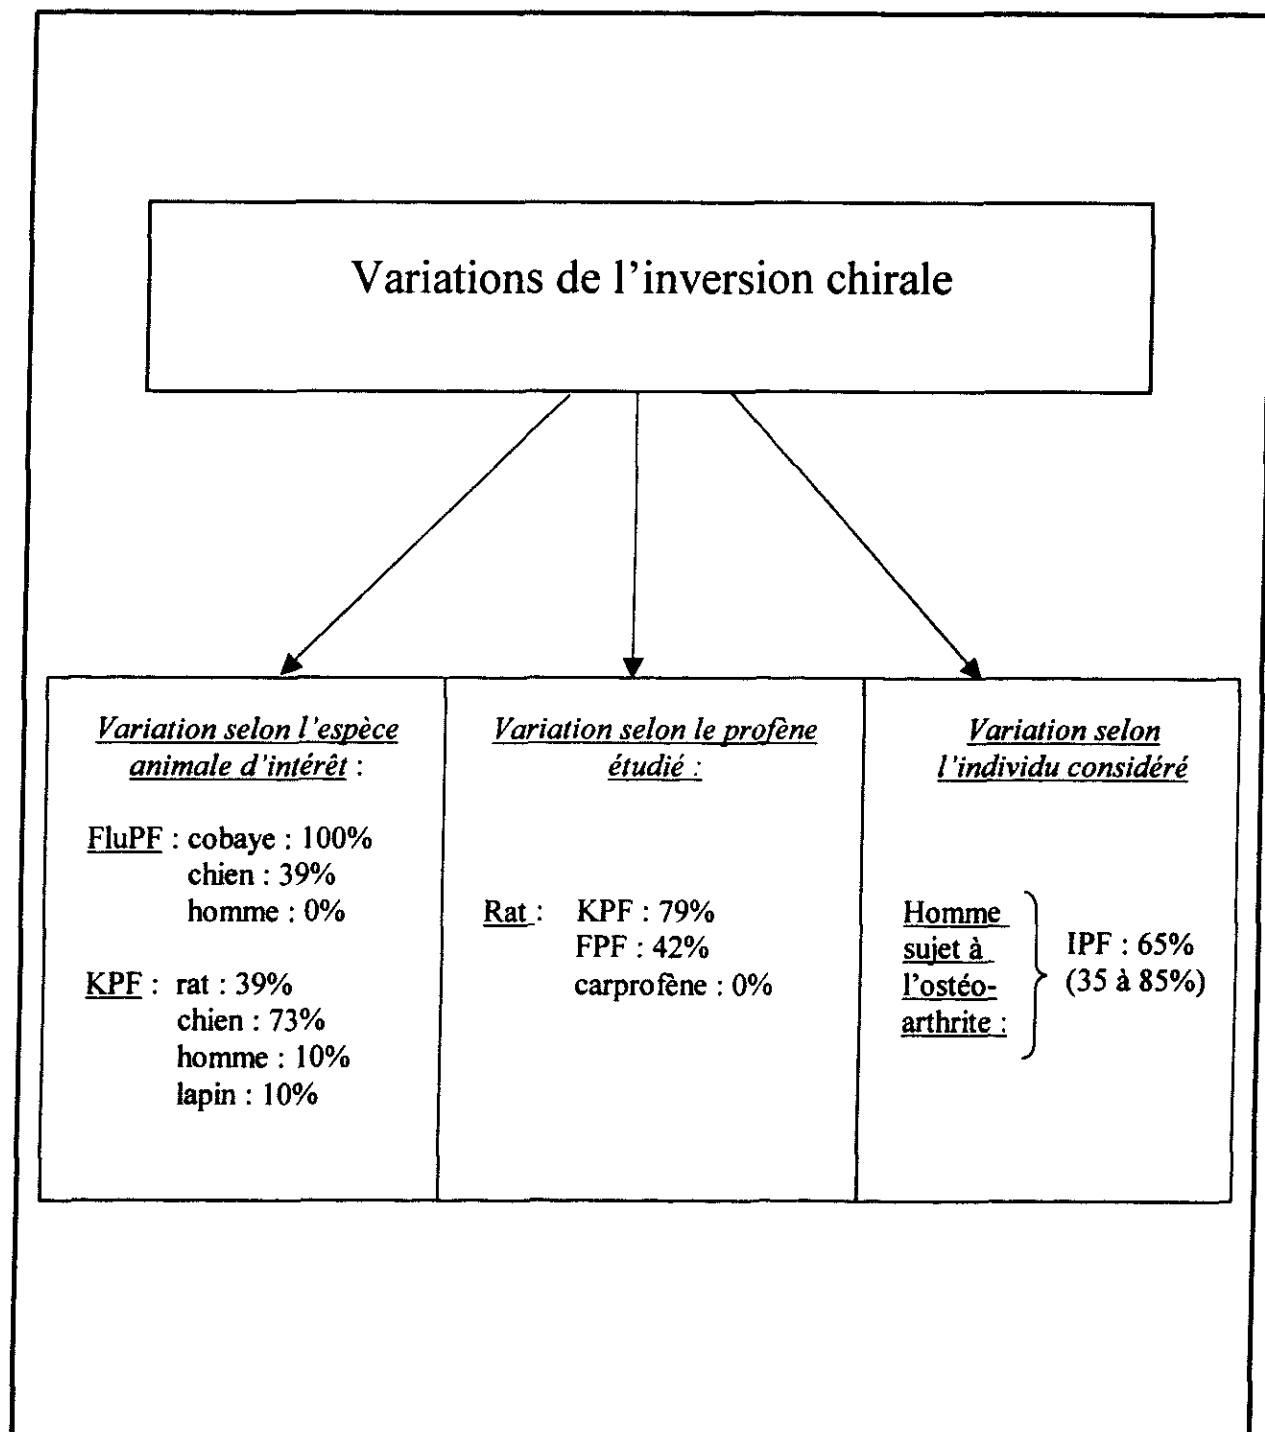 Variations de l'inversion chirale
Variation selon l'espèce
animale d'intérêt :
FluPF : cobaye : 100%
chien : 39%
homme : 0%
KPF : rat : 39%
chien : 73%
homme : 10%
lapin : 10%
Variation selon le profène
étudié :
Rat : KPF : 79%
FPF : 42%
carprofène : 0%
Variation selon
l'individu considéré
Homme
sujet à
l'ostéo-
arthrite :
IPF : 65%
(35 à 85%)